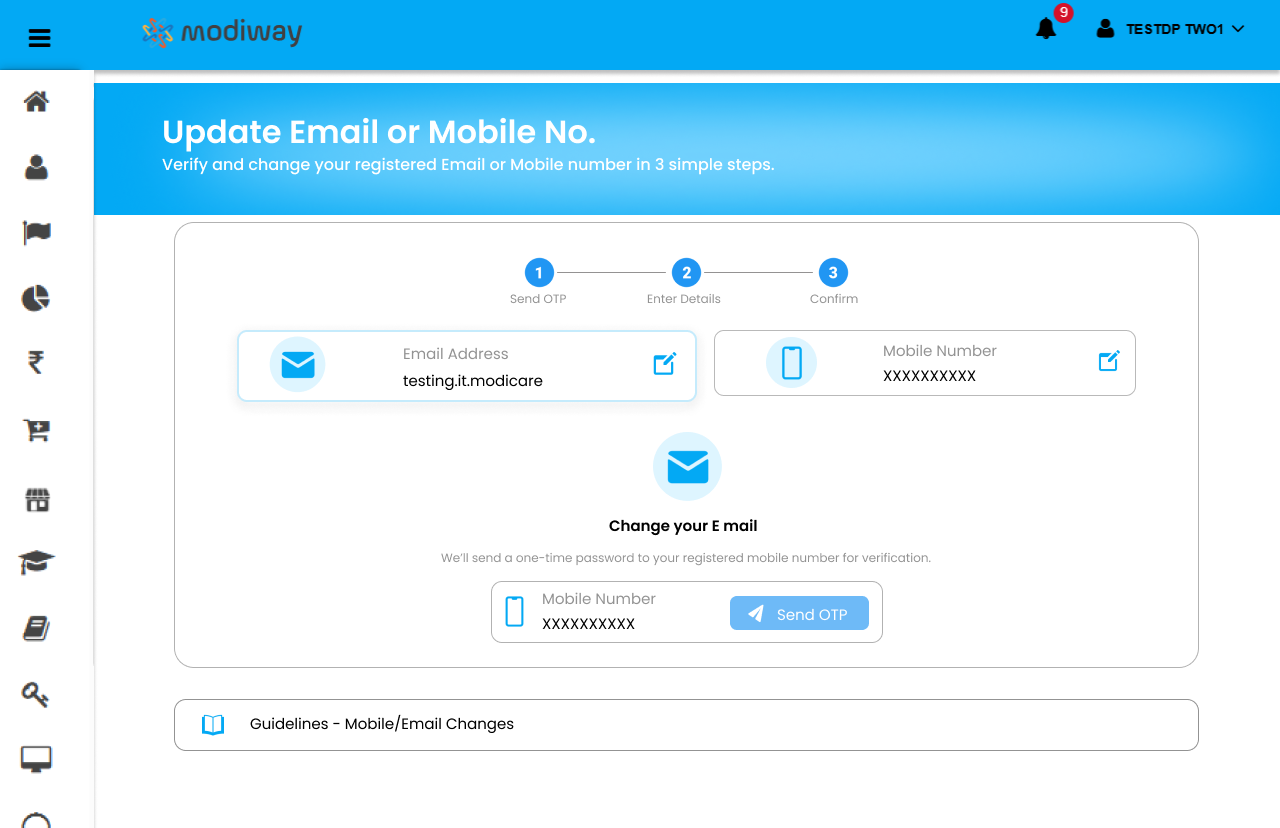 modiway
9
TESTDP TWO1
Update Email or Mobile No.
Verify and change your registered Email or Mobile number in 3 simple steps.
1 2 3
Send OTP Enter Details Confirm
Email Address
testing.it.modicare
Mobile Number
XXXXXXXXXX
Change your E mail
We’ll send a one-time password to your registered mobile number for verification.
Mobile Number
XXXXXXXXXX
Send OTP
Guidelines - Mobile/Email Changes